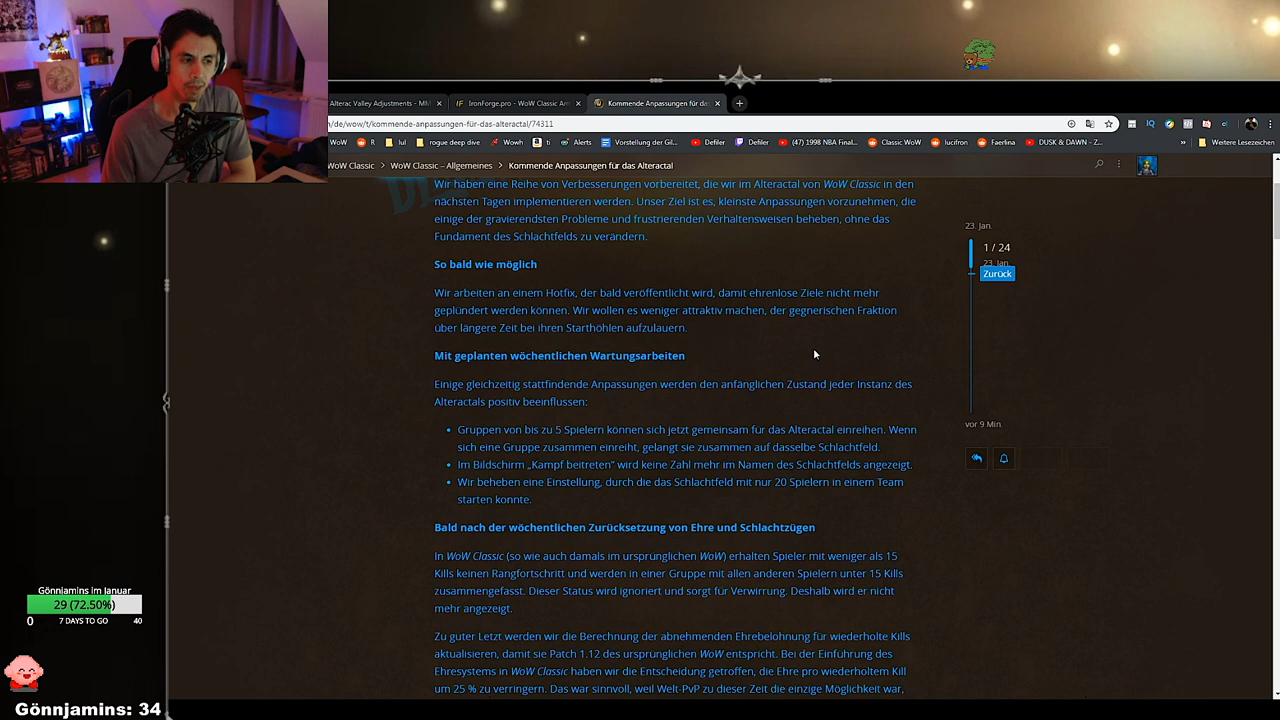 Alterac Valley Adjustments - MM
IronForge.pro - WoW Classic Ar
Kommende Anpassungen für das
/de/wow/t/kommende-anpassungen-für-das-alteractal/74311
WoW
R
lul
rogue deep dive
Wowh
ti
Alerts
Vorstellung der Gil...
Defiler
Defiler
(47) 1998 NBA Final...
Classic WoW
lucifron
Faerlina
DUSK & DAWN - Z...
»
Weitere Lesezeichen
WoW Classic > WoW Classic – Allgemeines > Kommende Anpassungen für das Alteractal
Wir haben eine Reihe von Verbesserungen vorbereitet, die wir im Alteractal von WoW Classic in den
nächsten Tagen implementieren werden. Unser Ziel ist es, kleinste Anpassungen vorzunehmen, die
einige der gravierendsten Probleme und frustrierenden Verhaltensweisen beheben, ohne das
Fundament des Schlachtfelds zu verändern.
23. Jan.
1 / 24
23. Jan.
Zurück
So bald wie möglich
Wir arbeiten an einem Hotfix, der bald veröffentlicht wird, damit ehrenlose Ziele nicht mehr
geplündert werden können. Wir wollen es weniger attraktiv machen, der gegnerischen Fraktion
über längere Zeit bei ihren Starthöhlen aufzulauern.
Mit geplanten wöchentlichen Wartungsarbeiten
Einige gleichzeitig stattfindende Anpassungen werden den anfänglichen Zustand jeder Instanz des
Alteractals positiv beeinflussen:
vor 9 Min.
• Gruppen von bis zu 5 Spielern können sich jetzt gemeinsam für das Alteractal einreihen. Wenn
sich eine Gruppe zusammen einreiht, gelangt sie zusammen auf dasselbe Schlachtfeld.
• Im Bildschirm „Kampf beitreten“ wird keine Zahl mehr im Namen des Schlachtfelds angezeigt.
• Wir beheben eine Einstellung, durch die das Schlachtfeld mit nur 20 Spielern in einem Team
starten konnte.
Bald nach der wöchentlichen Zurücksetzung von Ehre und Schlachtzügen
In WoW Classic (so wie auch damals im ursprünglichen WoW) erhalten Spieler mit weniger als 15
Kills keinen Rangfortschritt und werden in einer Gruppe mit allen anderen Spielern unter 15 Kills
zusammengefasst. Dieser Status wird ignoriert und sorgt für Verwirrung. Deshalb wird er nicht
mehr angezeigt.
Zu guter Letzt werden wir die Berechnung der abnehmenden Ehrebelohnung für wiederholte Kills
aktualisieren, damit sie Patch 1.12 des ursprünglichen WoW entspricht. Bei der Einführung des
Ehresystems in WoW Classic haben wir die Entscheidung getroffen, die Ehre pro wiederholtem Kill
um 25 % zu verringern. Das war sinnvoll, weil Welt-PvP zu dieser Zeit die einzige Möglichkeit war,
Gönnjamins im Januar
29 (72.50%)
0
7 DAYS TO GO
40
Gönnjamins: 34